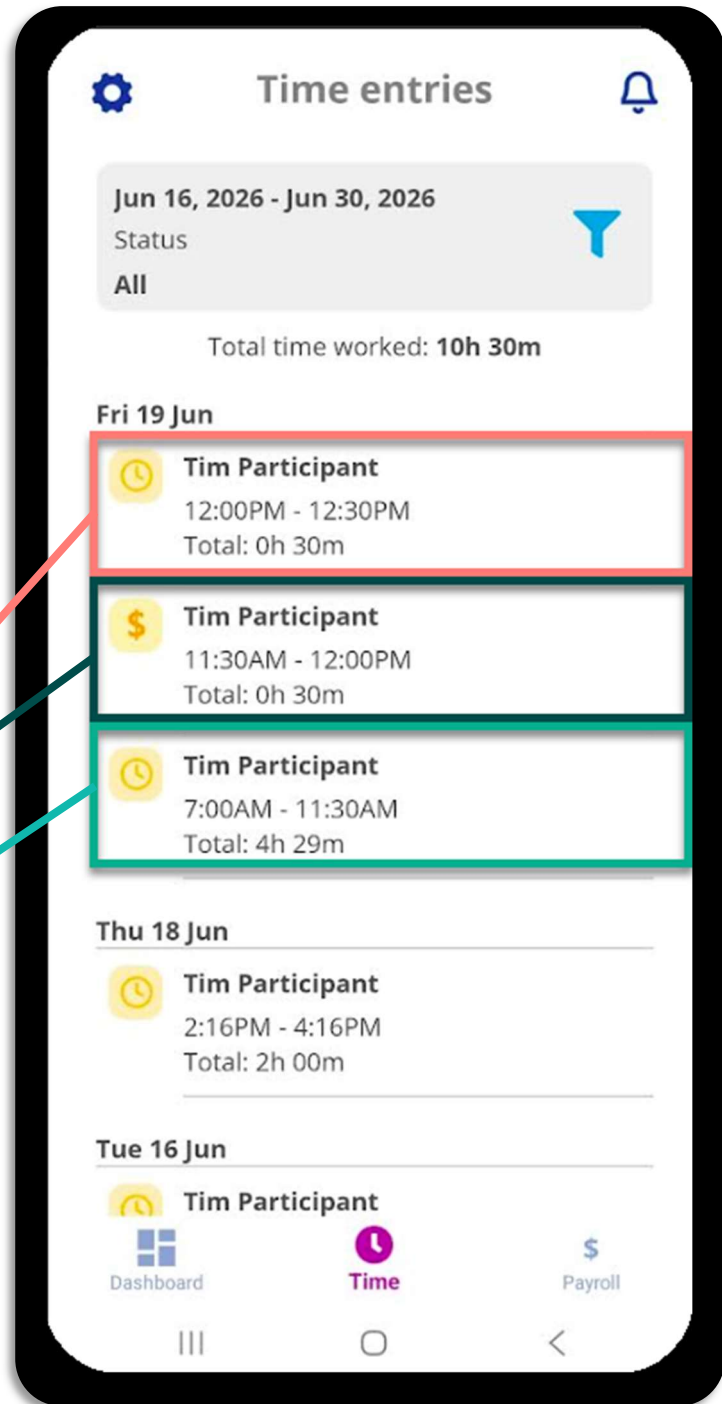 Time entries
Jun 16, 2026 - Jun 30, 2026
Status
All
Total time worked: 10h 30m
Fri 19 Jun
Tim Participant
12:00PM - 12:30PM
Total: 0h 30m
$
Tim Participant
11:30AM - 12:00PM
Total: 0h 30m
Tim Participant
7:00AM - 11:30AM
Total: 4h 29m
Thu 18 Jun
Tim Participant
2:16PM - 4:16PM
Total: 2h 00m
Tue 16 Jun
Tim Participant
$
Dashboard Time Payroll